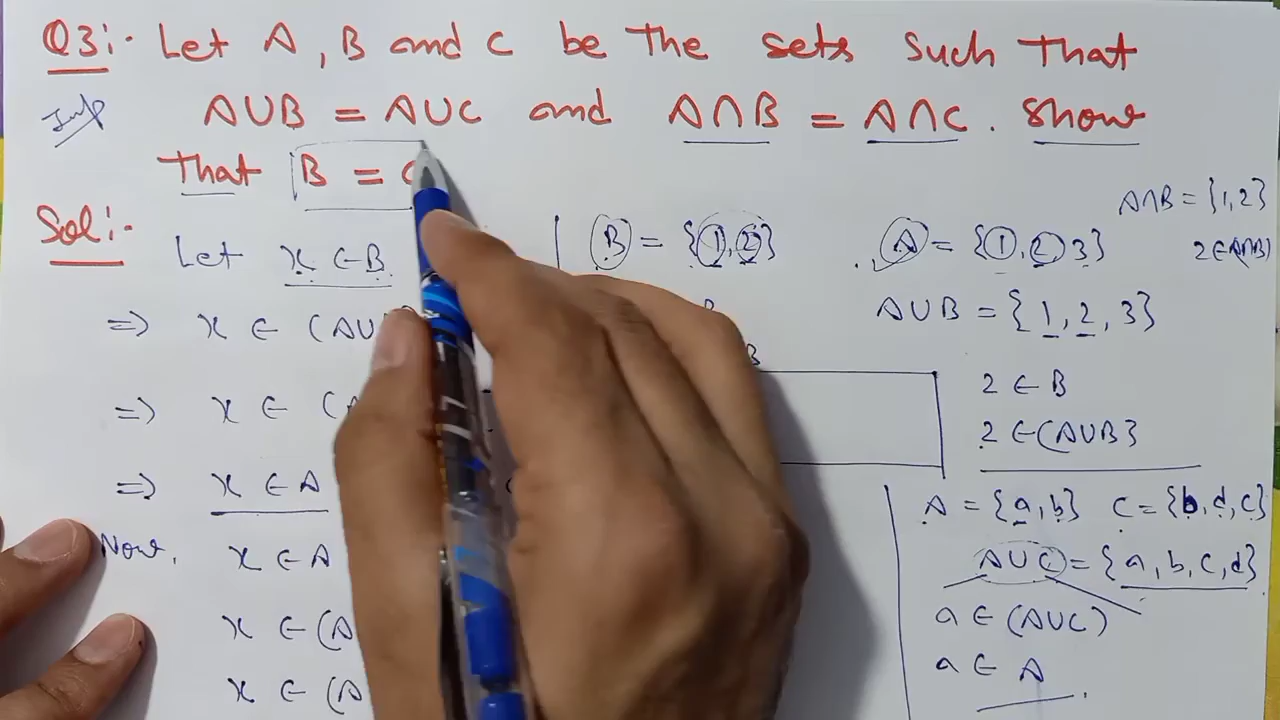 Q3:- Let A, B and C be the sets such that
Imp A∪B = A∪C and A∩B = A∩C. show
that B = C
Sol:-
Let x ∈ B
=> x ∈ (A∪
=> x ∈ (A
=> x ∈ A
Now, x ∈ A
x ∈ (A
x ∈ (A
B = {1, 2}
A = {1, 2, 3}
A∩B = {1, 2}
2 ∈ (A∩B)
A∪B = {1, 2, 3}
B
B
2 ∈ B
2 ∈ (A∪B}
A = {a, b} C = {b, d, c}
A∪C = {a, b, c, d}
a ∈ (A∪C)
a ∈ A